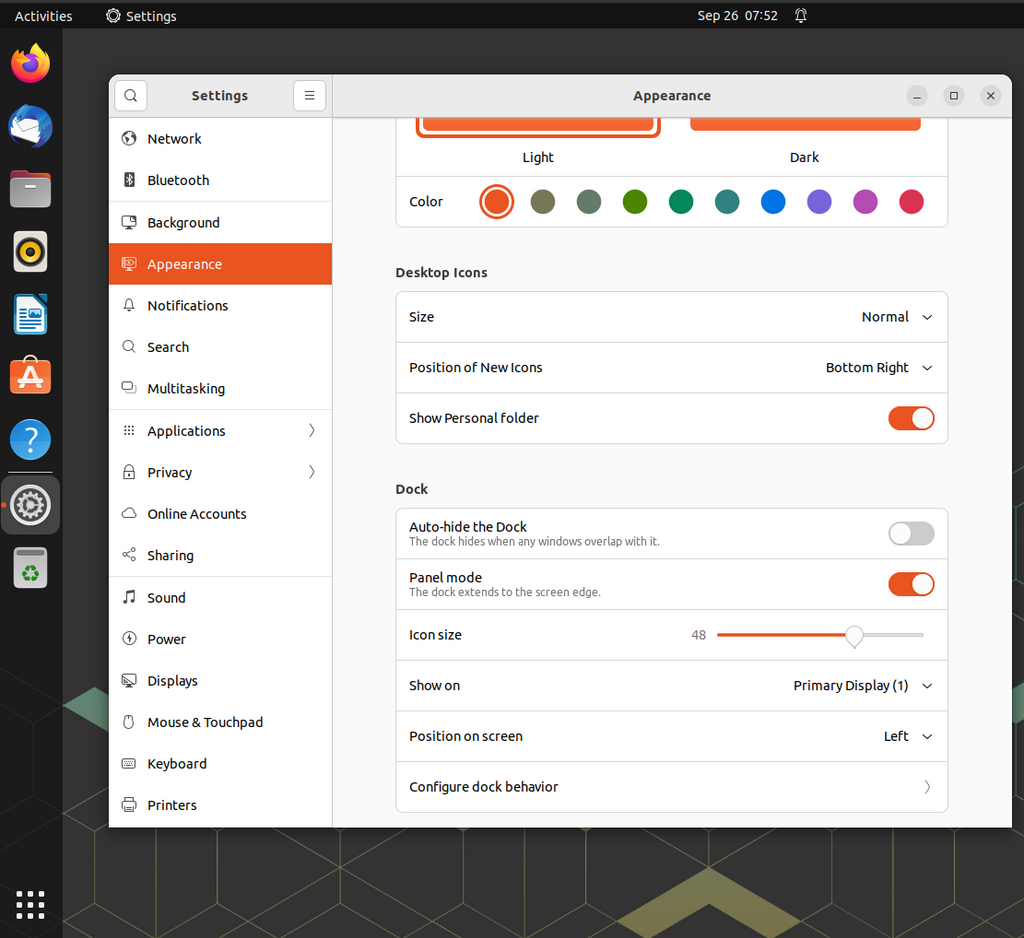 Activities
Settings
Sep 26 07:52
Settings
Appearance
Network
Bluetooth
Background
Appearance
Notifications
Search
Multitasking
Applications
Privacy
Online Accounts
Sharing
Sound
Power
Displays
Mouse & Touchpad
Keyboard
Printers
Light
Dark
Color
Desktop Icons
Size
Normal
Position of New Icons
Bottom Right
Show Personal folder
Dock
Auto-hide the Dock
The dock hides when any windows overlap with it.
Panel mode
The dock extends to the screen edge.
Icon size
48
Show on
Primary Display (1)
Position on screen
Left
Configure dock behavior